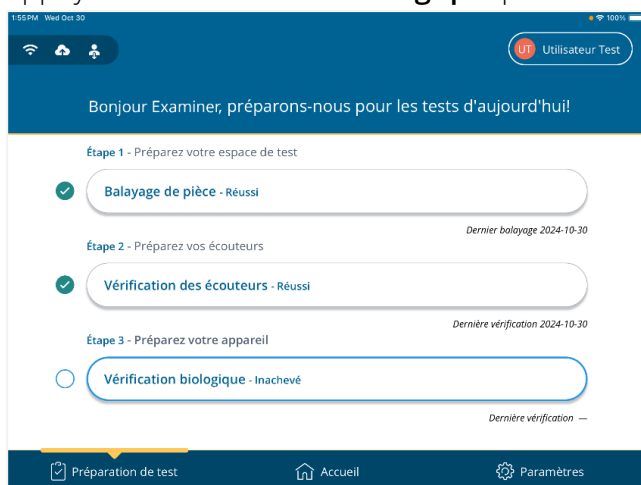 1:55 PM Wed Oct 30
100%
UT Utilisateur Test
Bonjour Examiner, préparons-nous pour les tests d'aujourd'hui!
Étape 1 - Préparez votre espace de test
Balayage de pièce - Réussi
Dernier balayage 2024-10-30
Étape 2 - Préparez vos écouteurs
Vérification des écouteurs - Réussi
Dernière vérification 2024-10-30
Étape 3 - Préparez votre appareil
Vérification biologique - Inachevé
Dernière vérification —
Préparation de test
Accueil
Paramètres